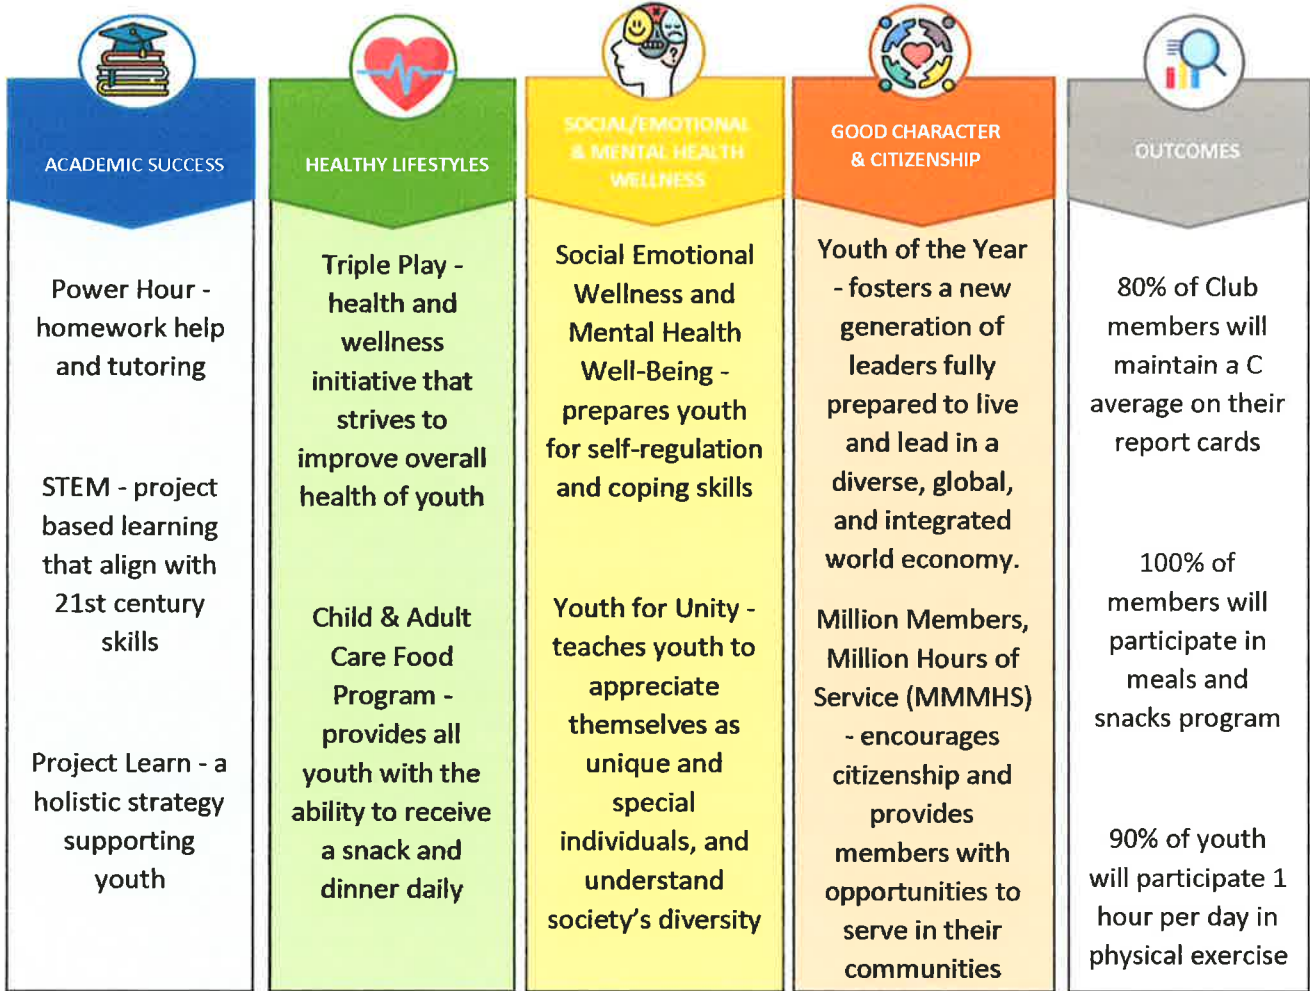 ACADEMIC SUCCESS
Power Hour -
homework help
and tutoring
STEM - project
based learning
that align with
21st century
skills
Project Learn - a
holistic strategy
supporting
youth
HEALTHY LIFESTYLES
Triple Play -
health and
wellness
initiative that
strives to
improve overall
health of youth
Child & Adult
Care Food
Program -
provides all
youth with the
ability to receive
a snack and
dinner daily
SOCIAL/EMOTIONAL
& MENTAL HEALTH
WELLNESS
Social Emotional
Wellness and
Mental Health
Well-Being -
prepares youth
for self-regulation
and coping skills
Youth for Unity -
teaches youth to
appreciate
themselves as
unique and
special
individuals, and
understand
society's diversity
GOOD CHARACTER
& CITIZENSHIP
Youth of the Year
- fosters a new
generation of
leaders fully
prepared to live
and lead in a
diverse, global,
and integrated
world economy.
Million Members,
Million Hours of
Service (MMMHS)
- encourages
citizenship and
provides
members with
opportunities to
serve in their
communities
OUTCOMES
80% of Club
members will
maintain a C
average on their
report cards
100% of
members will
participate in
meals and
snacks program
90% of youth
will participate 1
hour per day in
physical exercise